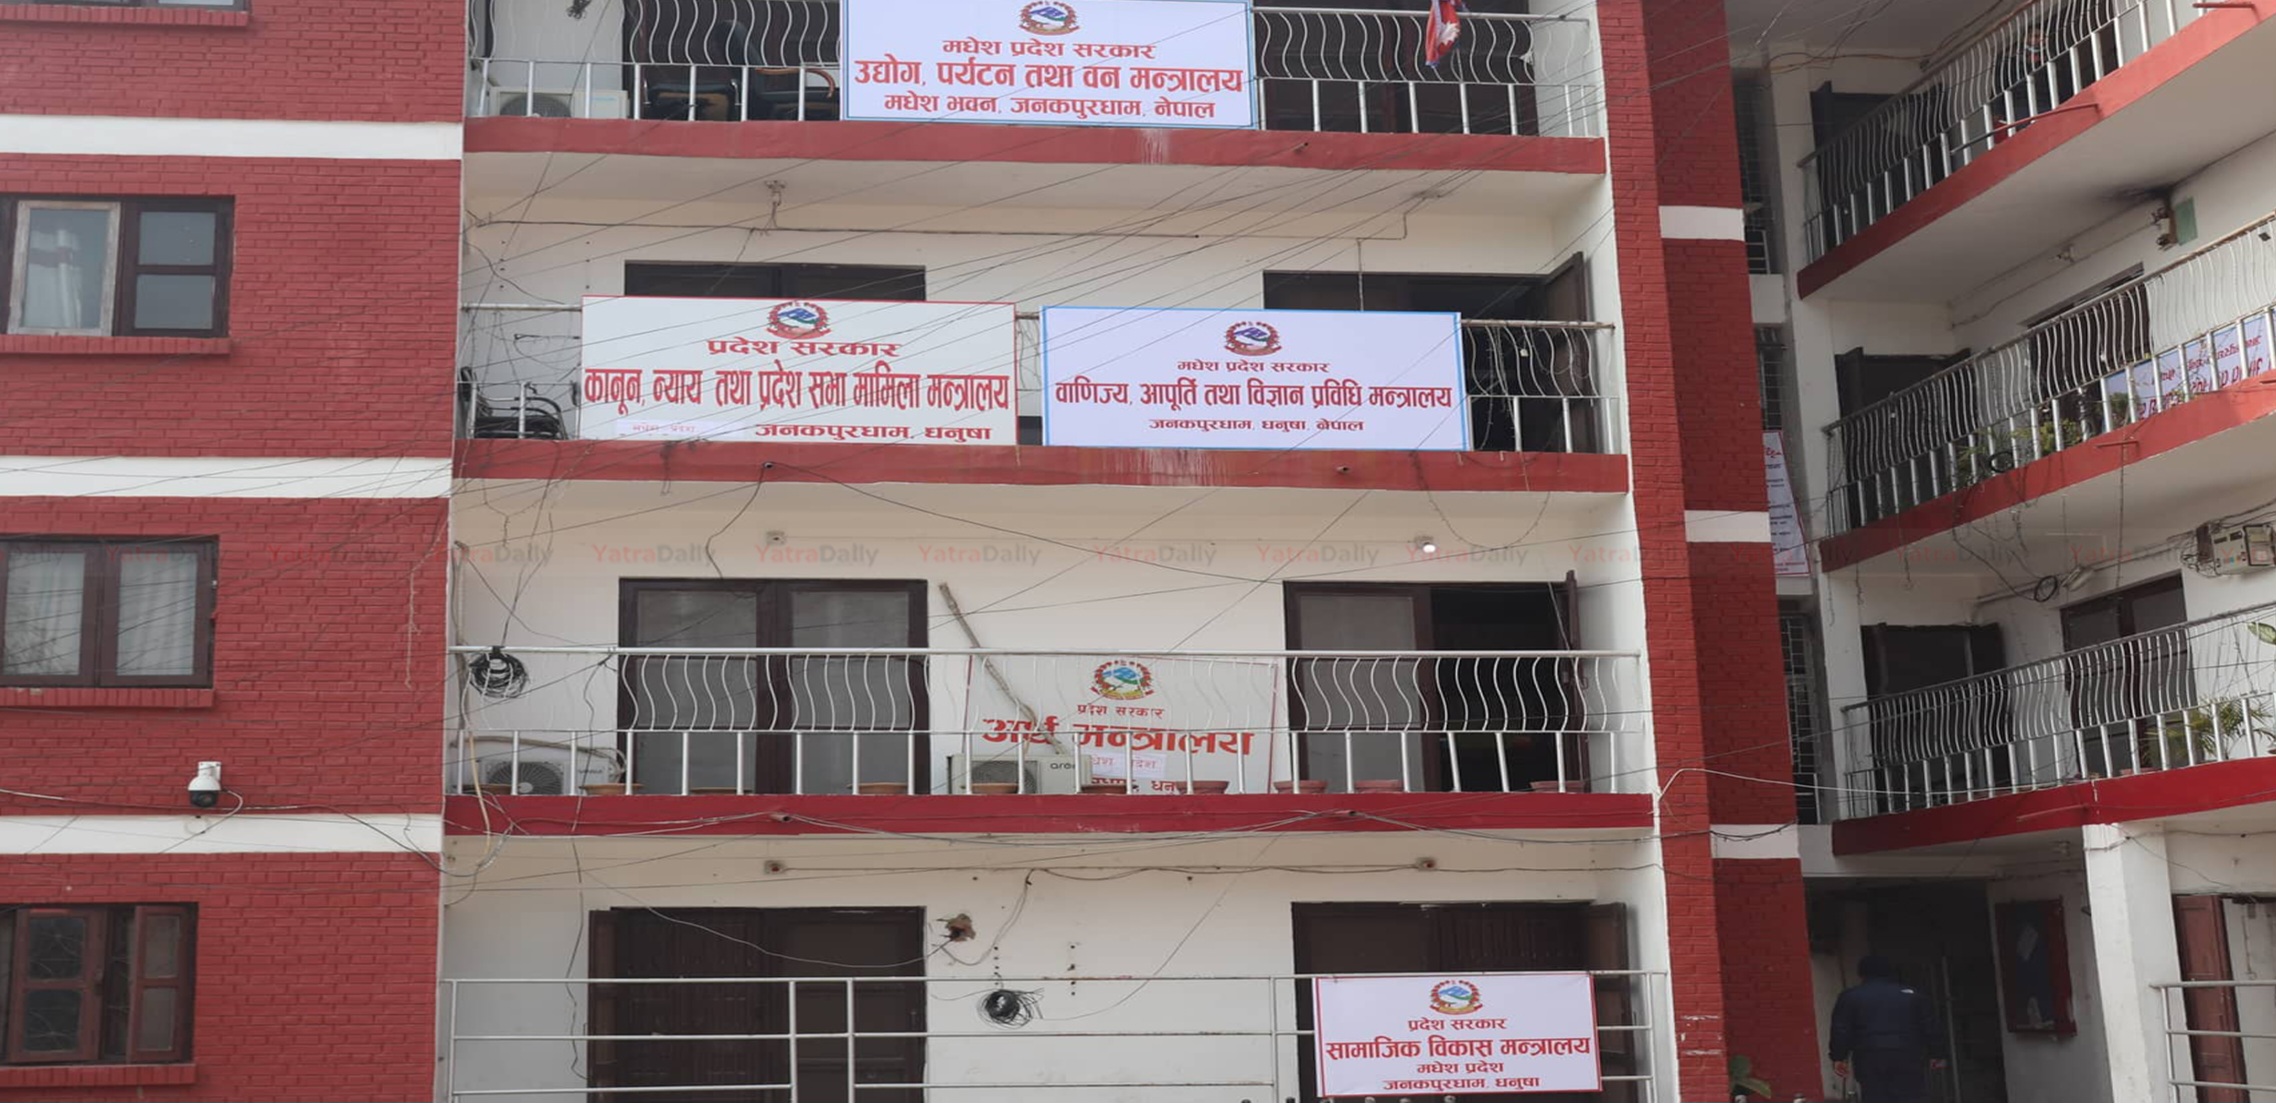 मधेश प्रदेश सरकार
उद्योग, पर्यटन तथा वन मन्त्रालय
मधेश भवन, जनकपुरधाम, नेपाल
प्रदेश सरकार
कानून, न्याय तथा प्रदेश सभा मामिला मन्त्रालय
मधेश प्रदेश
जनकपुरधाम, धनुषा
मधेश प्रदेश सरकार
वाणिज्य, आपूर्ति तथा विज्ञान प्रविधि मन्त्रालय
जनकपुरधाम, धनुषा, नेपाल
YatraDaily YatraDaily YatraDaily YatraDaily YatraDaily YatraDaily YatraDaily YatraDaily YatraDaily
प्रदेश सरकार
अर्थ मन्त्रालय
प्रदेश सरकार
सामाजिक विकास मन्त्रालय
मधेश प्रदेश
जनकपुरधाम, धनुषा